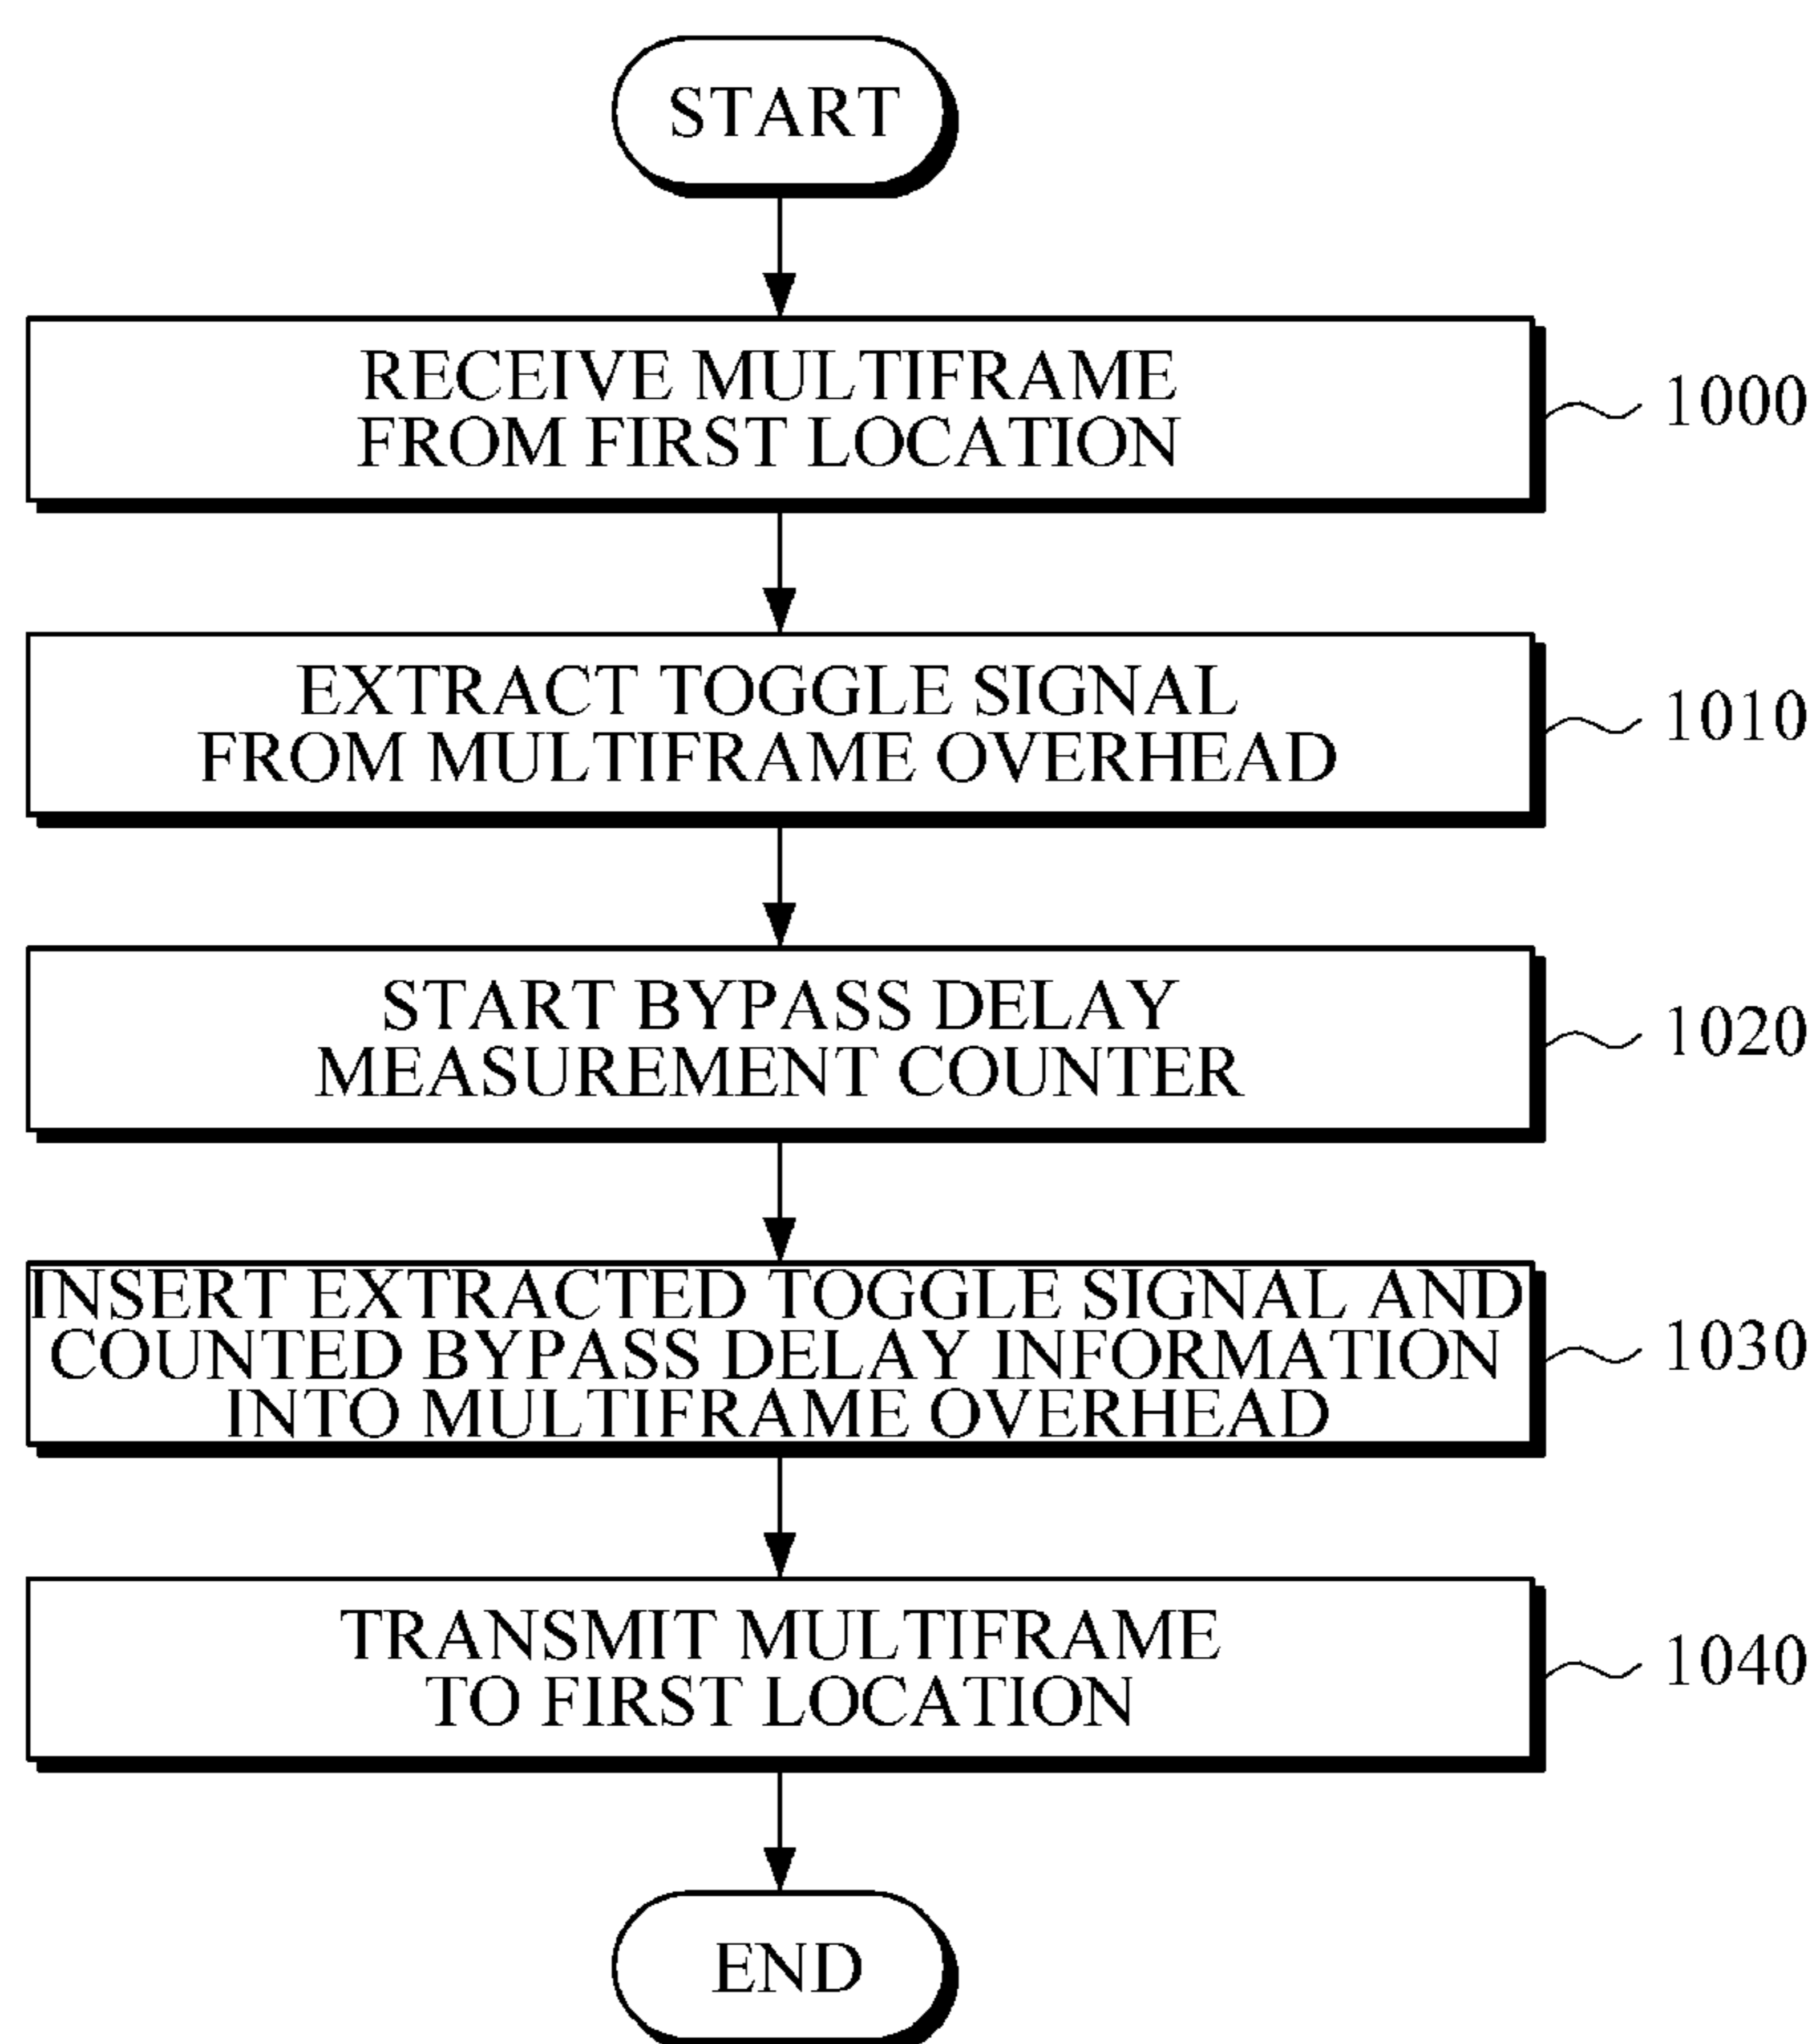 START
RECEIVE MULTIFRAME
FROM FIRST LOCATION
1000
EXTRACT TOGGLE SIGNAL
FROM MULTIFRAME OVERHEAD
1010
START BYPASS DELAY
MEASUREMENT COUNTER
1020
INSERT EXTRACTED TOGGLE SIGNAL AND
COUNTED BYPASS DELAY INFORMATION
INTO MULTIFRAME OVERHEAD
1030
TRANSMIT MULTIFRAME
TO FIRST LOCATION
1040
END